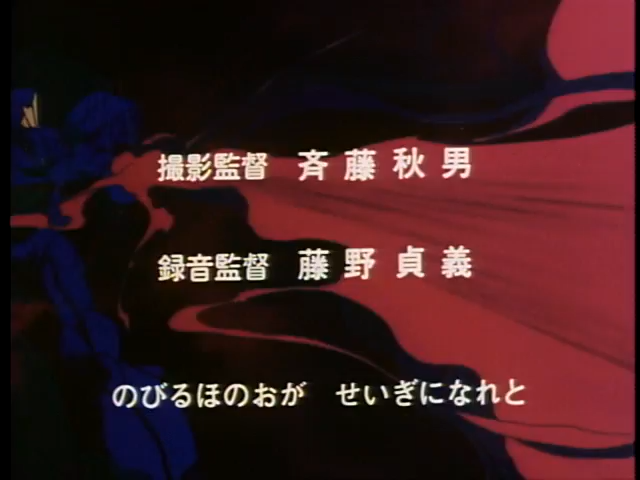 撮影監督 斉藤秋男
録音監督 藤野貞義
のびるほのおが せいぎになれと